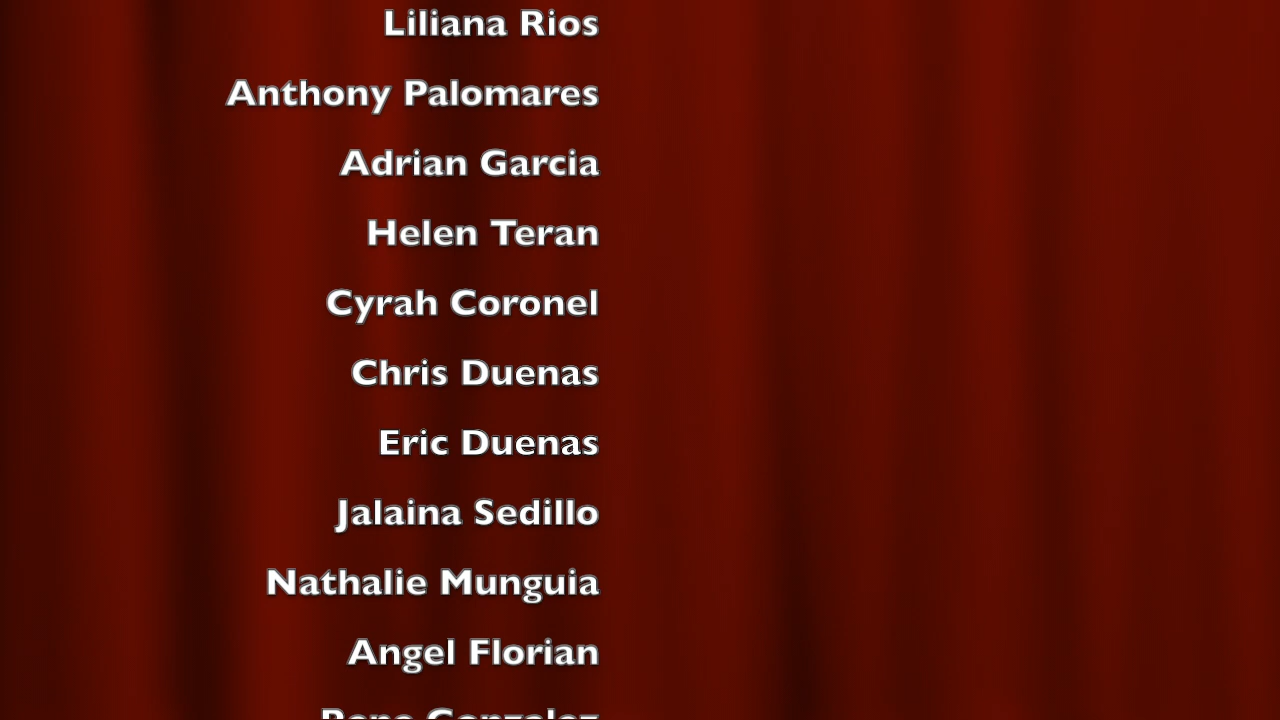 Liliana Rios
Anthony Palomares
Adrian Garcia
Helen Teran
Cyrah Coronel
Chris Duenas
Eric Duenas
Jalaina Sedillo
Nathalie Munguia
Angel Florian
Gonzalez